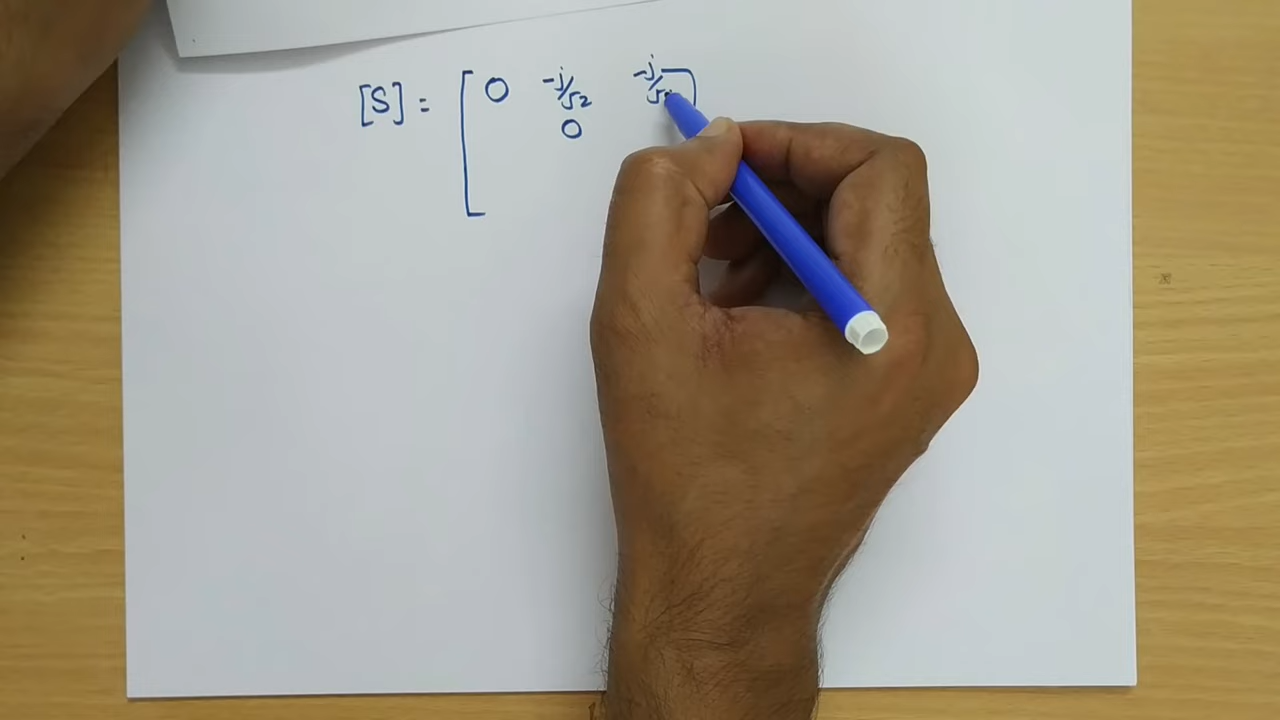 [S] = [ 0 -j/√2 -j/√2 ]
0